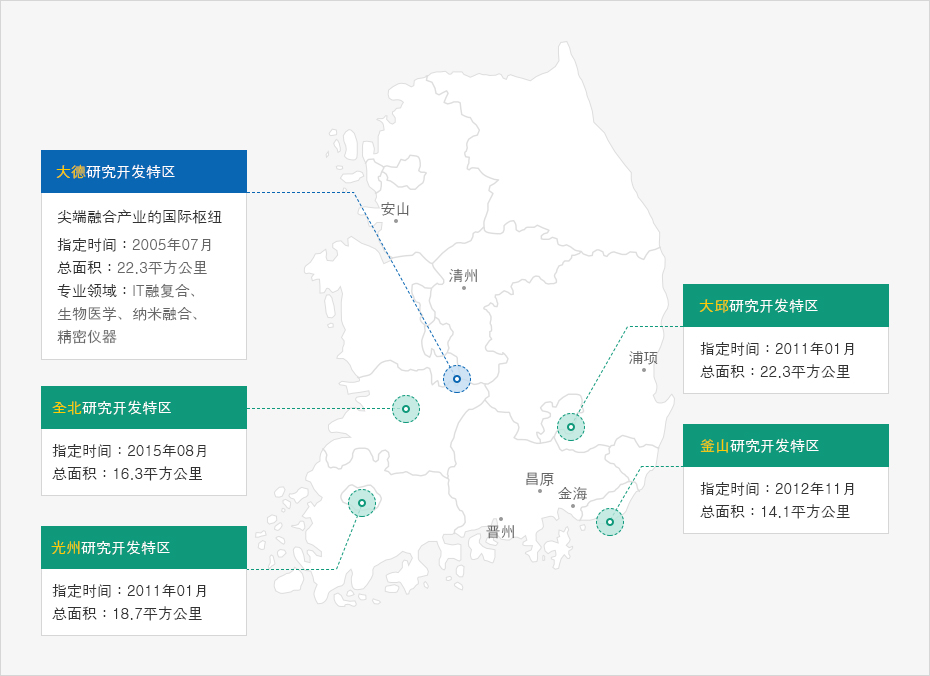 大德研究开发特区
尖端融合产业的国际枢纽
指定时间：2005年07月
总面积：22.3平方公里
专业领域：IT融复合、
生物医学、纳米融合、
精密仪器
全北研究开发特区
指定时间：2015年08月
总面积：16.3平方公里
光州研究开发特区
指定时间：2011年01月
总面积：18.7平方公里
安山
清州
浦项
昌原
金海
晋州
大邱研究开发特区
指定时间：2011年01月
总面积：22.3平方公里
釜山研究开发特区
指定时间：2012年11月
总面积：14.1平方公里